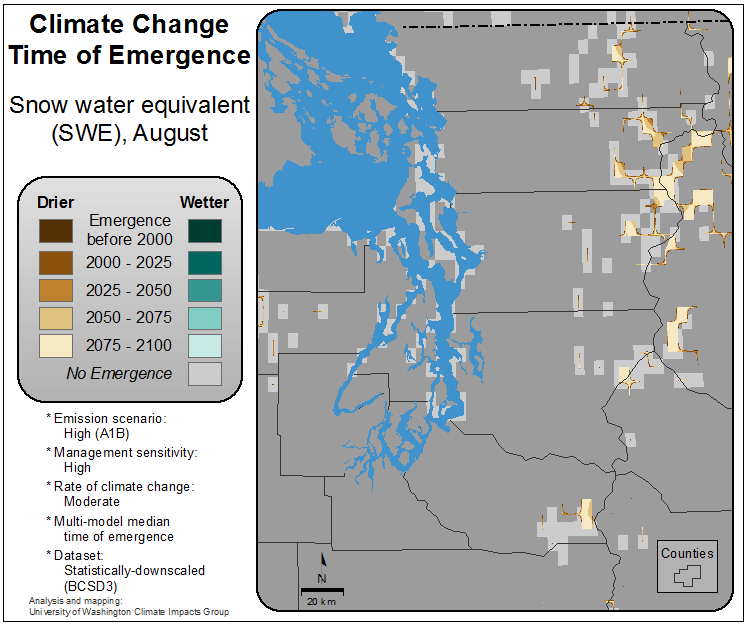 Climate Change
Time of Emergence
Snow water equivalent
(SWE), August
Drier
Wetter
Emergence
before 2000
2000 - 2025
2025 - 2050
2050 - 2075
2075 - 2100
No Emergence
* Emission scenario:
High (A1B)
* Management sensitivity:
High
* Rate of climate change:
Moderate
* Multi-model median
time of emergence
* Dataset:
Statistically-downscaled
(BCSD3)
Analysis and mapping:
University of Washington Climate Impacts Group
N
20 km
Counties